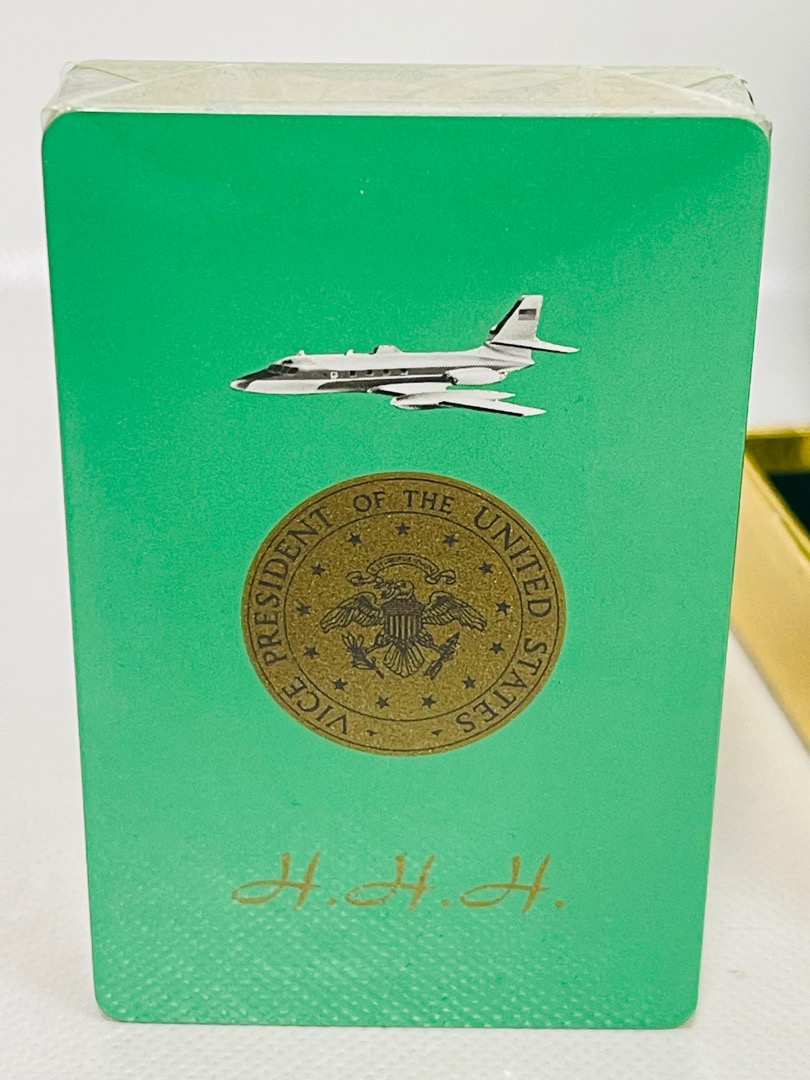 VICE PRESIDENT OF THE UNITED STATES
H.H.H.